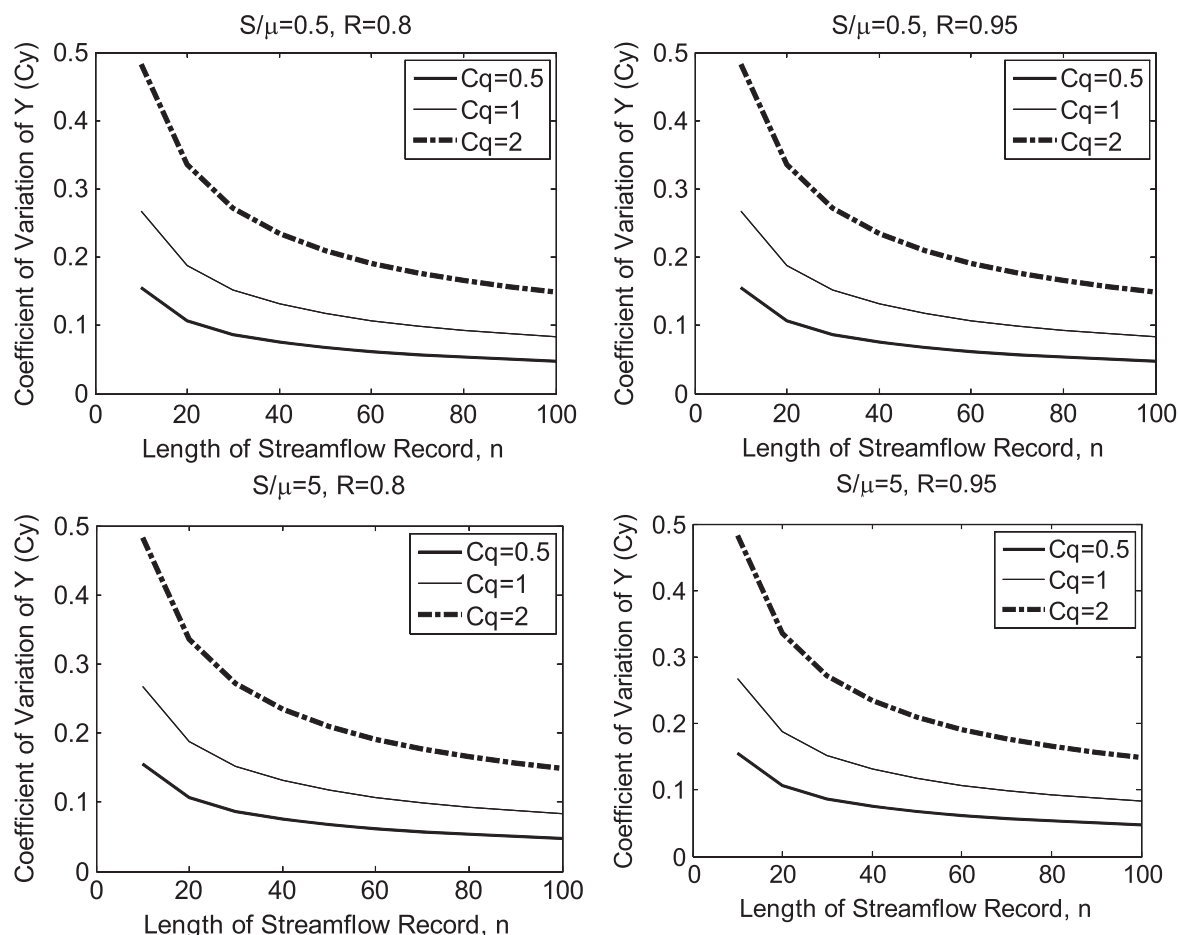 S/μ=0.5, R=0.8
Coefficient of Variation of Y (Cy)
0.5
0.4
0.3
0.2
0.1
0
Cq=0.5
Cq=1
Cq=2
0 20 40 60 80 100
Length of Streamflow Record, n
S/μ=0.5, R=0.95
Coefficient of Variation of Y (Cy)
0.5
0.4
0.3
0.2
0.1
0
Cq=0.5
Cq=1
Cq=2
0 20 40 60 80 100
Length of Streamflow Record, n
S/μ=5, R=0.8
Coefficient of Variation of Y (Cy)
0.5
0.4
0.3
0.2
0.1
0
Cq=0.5
Cq=1
Cq=2
0 20 40 60 80 100
Length of Streamflow Record, n
S/μ=5, R=0.95
Coefficient of Variation of Y (Cy)
0.5
0.4
0.3
0.2
0.1
0
Cq=0.5
Cq=1
Cq=2
0 20 40 60 80 100
Length of Streamflow Record, n